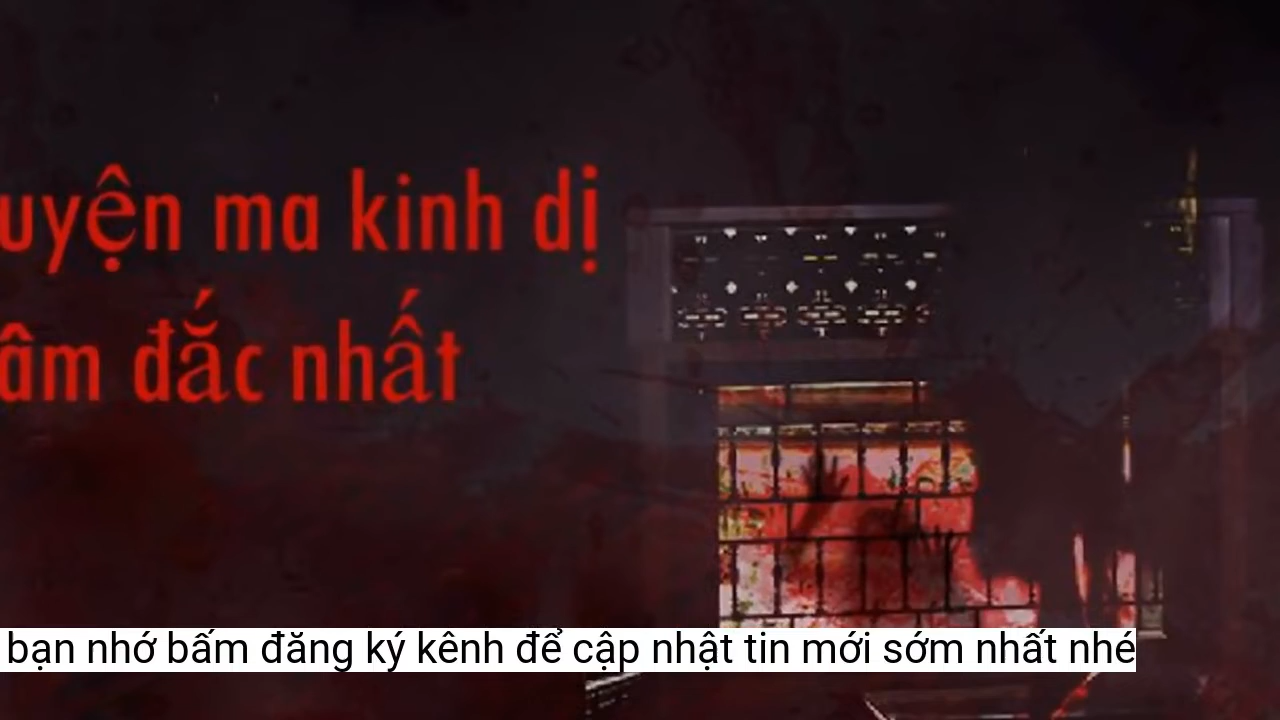 uyện ma kinh dị
âm đắc nhất
bạn nhớ bấm đăng ký kênh để cập nhật tin mới sớm nhất nhé